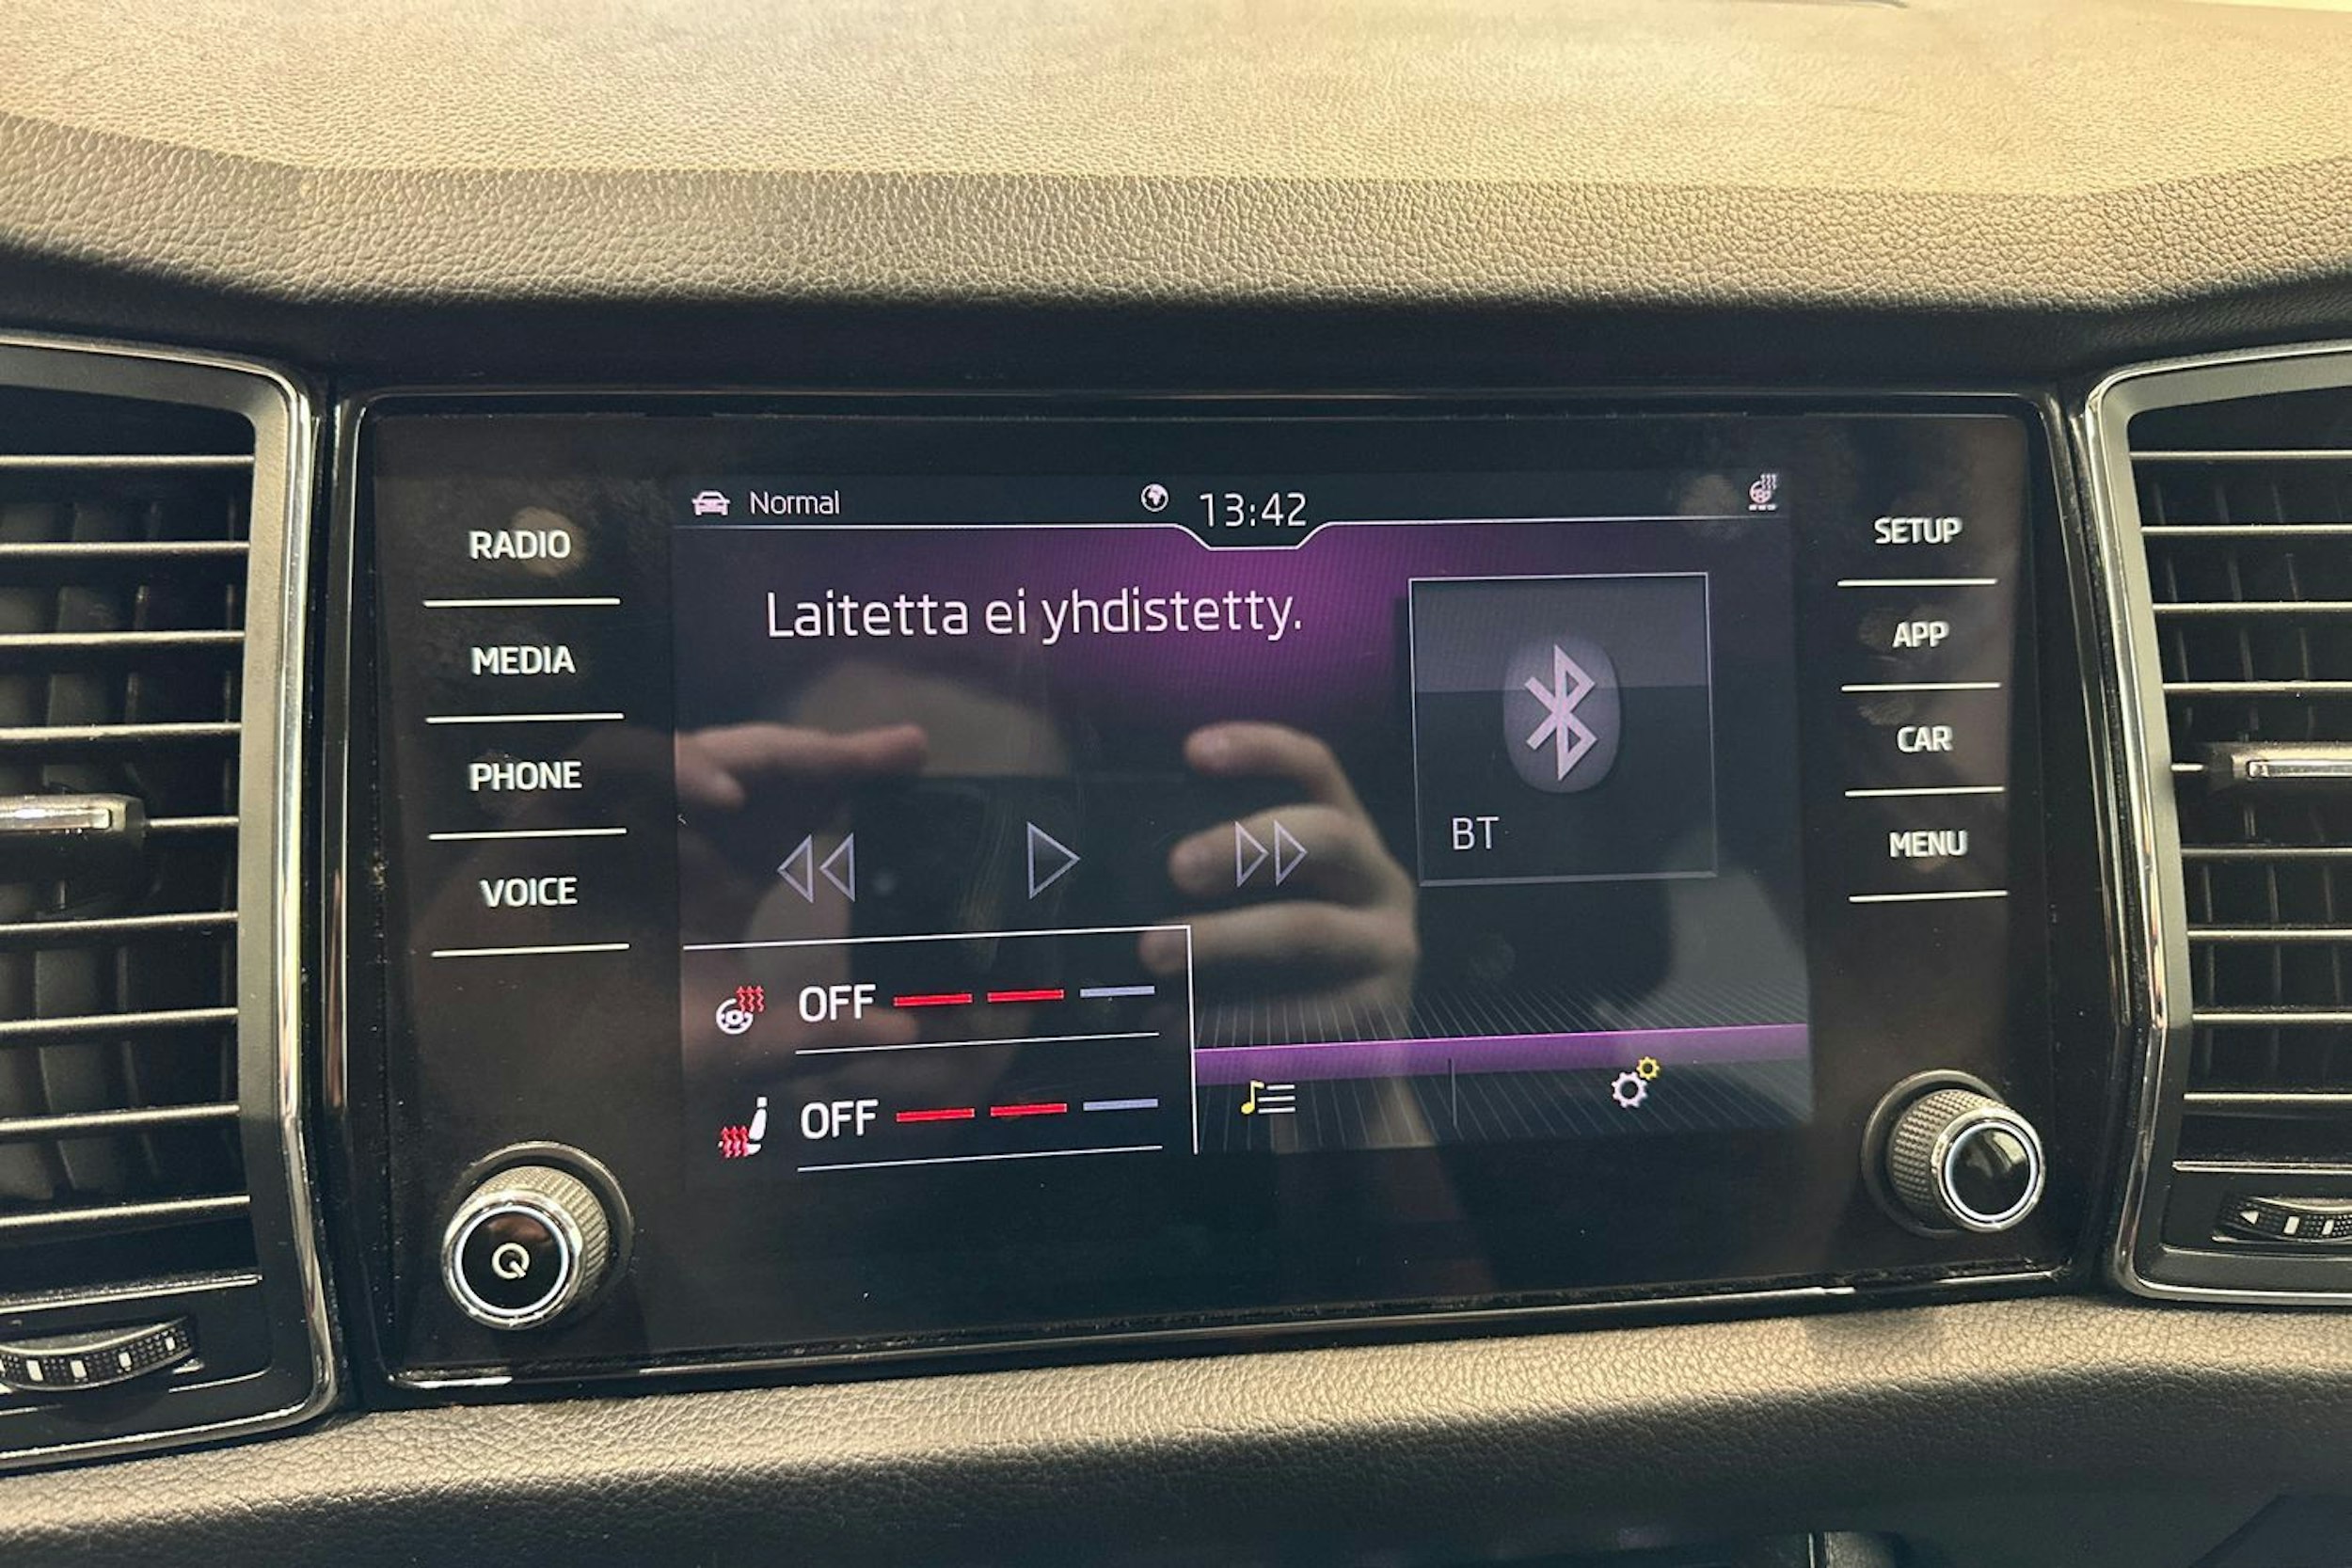 Normal
13:42
RADIO
MEDIA
PHONE
VOICE
Laitetta ei yhdistetty.
BT
OFF
OFF
SETUP
APP
CAR
MENU